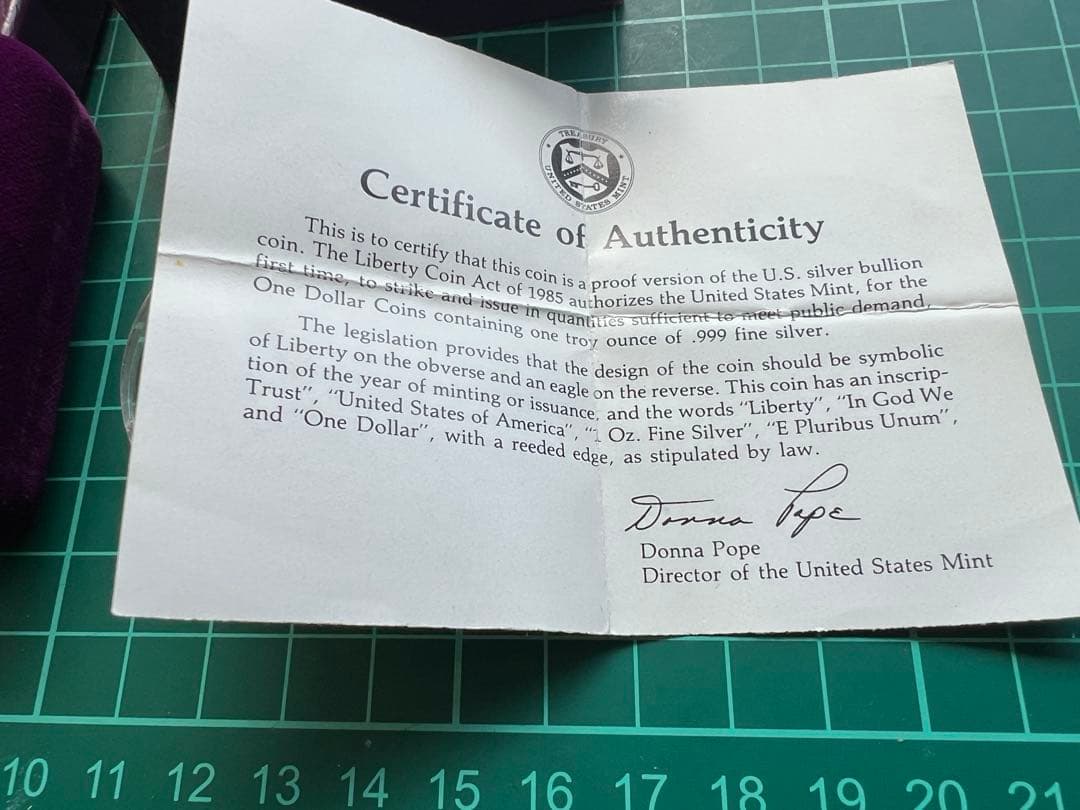 TREASURY
UNITED STATES MINT
Certificate of Authenticity
This is to certify that this coin is a proof version of the U.S. silver bullion
coin. The Liberty Coin Act of 1985 authorizes the United States Mint, for the
first time, to strike and issue in quantities sufficient to meet public demand,
One Dollar Coins containing one troy ounce of .999 fine silver.
The legislation provides that the design of the coin should be symbolic
of Liberty on the obverse and an eagle on the reverse. This coin has an inscrip-
tion of the year of minting or issuance, and the words "Liberty", "In God We
Trust", "United States of America", "1 Oz. Fine Silver", "E Pluribus Unum",
and "One Dollar", with a reeded edge, as stipulated by law.
Donna Pope
Donna Pope
Director of the United States Mint
10 11 12 13 14 15 16 17 18 19 20 21